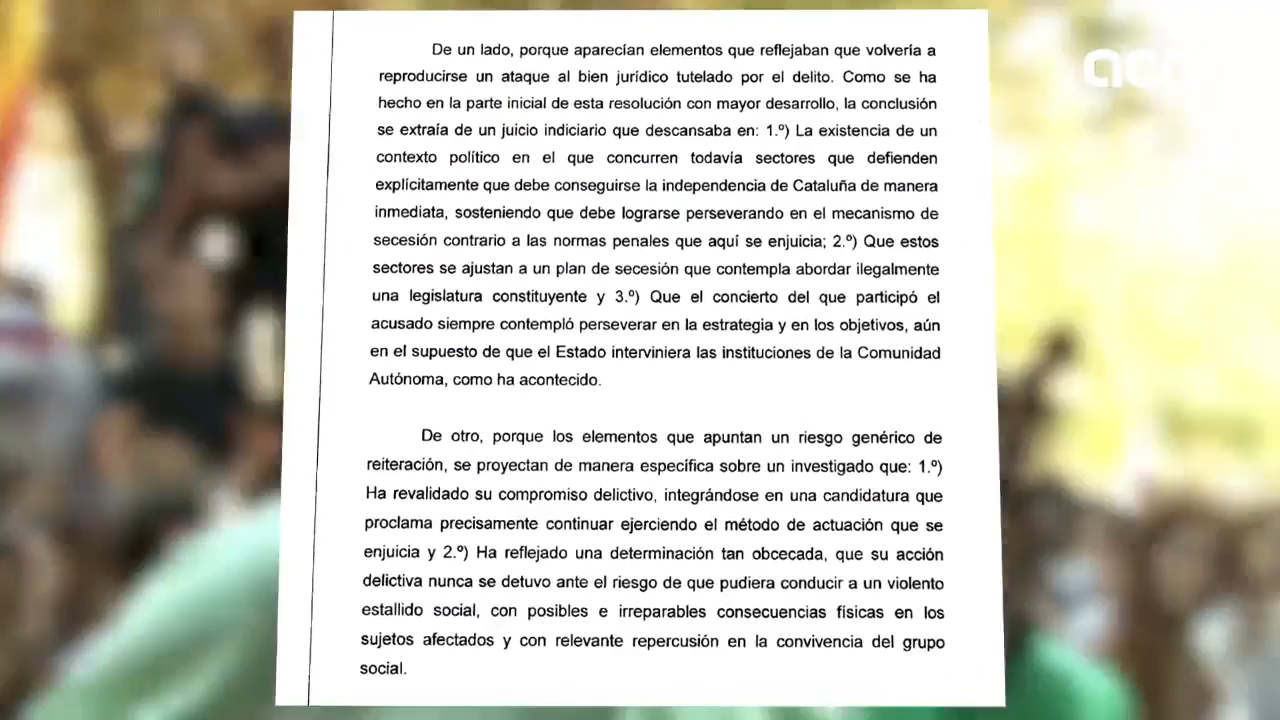 De un lado, porque aparecían elementos que reflejaban que volvería a
reproducirse un ataque al bien jurídico tutelado por el delito. Como se ha
hecho en la parte inicial de esta resolución con mayor desarrollo, la conclusión
se extraía de un juicio indiciario que descansaba en: 1.º) La existencia de un
contexto político en el que concurren todavía sectores que defienden
explícitamente que debe conseguirse la independencia de Cataluña de manera
inmediata, sosteniendo que debe lograrse perseverando en el mecanismo de
secesión contrario a las normas penales que aquí se enjuicia; 2.º) Que estos
sectores se ajustan a un plan de secesión que contempla abordar ilegalmente
una legislatura constituyente y 3.º) Que el concierto del que participó el
acusado siempre contempló perseverar en la estrategia y en los objetivos, aún
en el supuesto de que el Estado interviniera las instituciones de la Comunidad
Autónoma, como ha acontecido.
De otro, porque los elementos que apuntan un riesgo genérico de
reiteración, se proyectan de manera específica sobre un investigado que: 1.º)
Ha revalidado su compromiso delictivo, integrándose en una candidatura que
proclama precisamente continuar ejerciendo el método de actuación que se
enjuicia y 2.º) Ha reflejado una determinación tan obcecada, que su acción
delictiva nunca se detuvo ante el riesgo de que pudiera conducir a un violento
estallido social, con posibles e irreparables consecuencias físicas en los
sujetos afectados y con relevante repercusión en la convivencia del grupo
social.